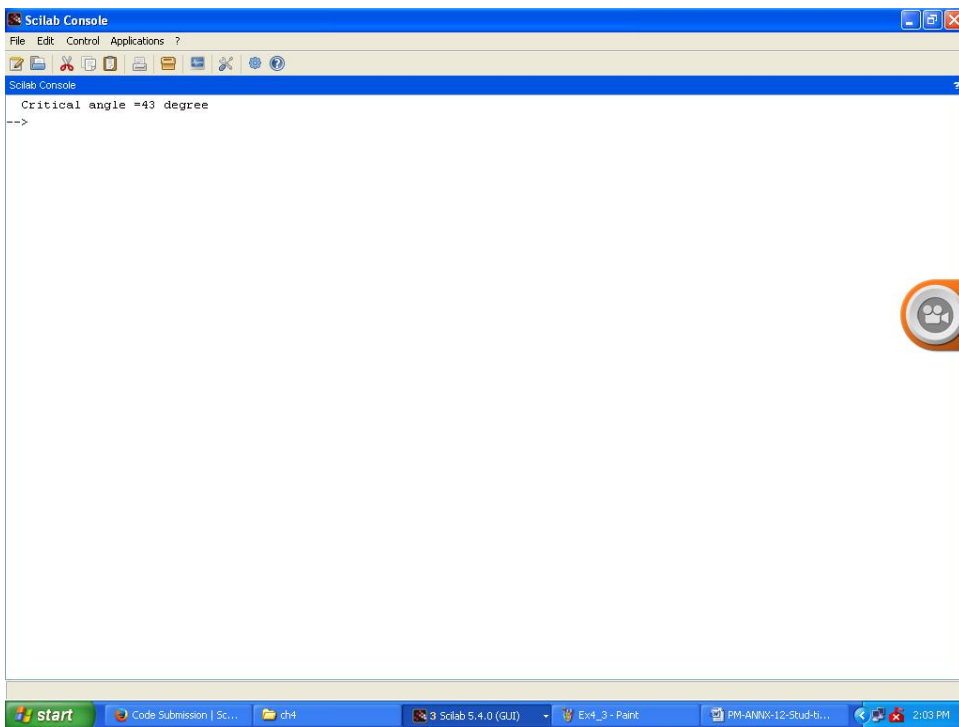 Scilab Console
File Edit Control Applications ?
Scilab Console ?
Critical angle =43 degree
-->
start Code Submission | Sc... ch4 3 Scilab 5.4.0 (GUI) Ex4_3 - Paint PM-ANNX-12-Stud-ti... 2:03 PM